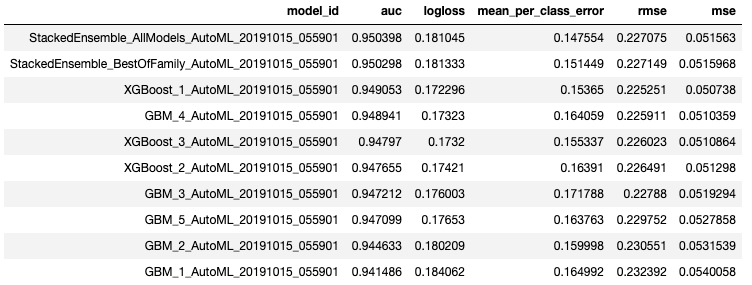 model_id auc logloss mean_per_class_error rmse mse
StackedEnsemble_AllModels_AutoML_20191015_055901 0.950398 0.181045 0.147554 0.227075 0.051563
StackedEnsemble_BestOfFamily_AutoML_20191015_055901 0.950298 0.181333 0.151449 0.227149 0.0515968
XGBoost_1_AutoML_20191015_055901 0.949053 0.172296 0.15365 0.225251 0.050738
GBM_4_AutoML_20191015_055901 0.948941 0.17323 0.164059 0.225911 0.0510359
XGBoost_3_AutoML_20191015_055901 0.94797 0.1732 0.155337 0.226023 0.0510864
XGBoost_2_AutoML_20191015_055901 0.947655 0.17421 0.16391 0.226491 0.051298
GBM_3_AutoML_20191015_055901 0.947212 0.176003 0.171788 0.22788 0.0519294
GBM_5_AutoML_20191015_055901 0.947099 0.17653 0.163763 0.229752 0.0527858
GBM_2_AutoML_20191015_055901 0.944633 0.180209 0.159998 0.230551 0.0531539
GBM_1_AutoML_20191015_055901 0.941486 0.184062 0.164992 0.232392 0.0540058